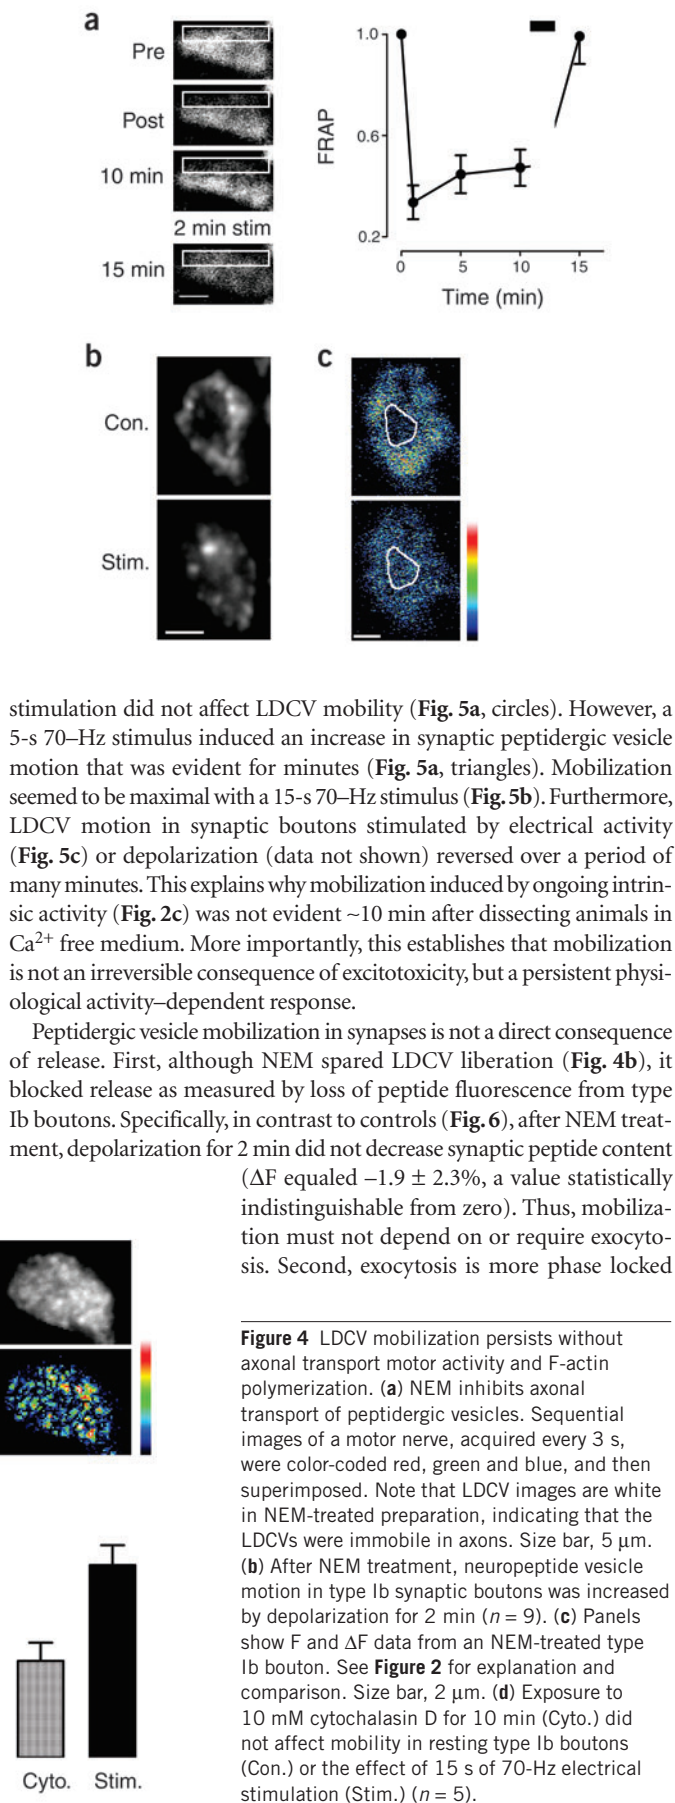 a
Pre
Post
10 min
2 min stim
15 min
FRAP
1.0
0.6
0.2
0
5
10
15
Time (min)
b
Con.
Stim.
c
stimulation did not affect LDCV mobility (Fig. 5a, circles). However, a
5-s 70–Hz stimulus induced an increase in synaptic peptidergic vesicle
motion that was evident for minutes (Fig. 5a, triangles). Mobilization
seemed to be maximal with a 15-s 70–Hz stimulus (Fig. 5b). Furthermore,
LDCV motion in synaptic boutons stimulated by electrical activity
(Fig. 5c) or depolarization (data not shown) reversed over a period of
many minutes. This explains why mobilization induced by ongoing intrin-
sic activity (Fig. 2c) was not evident ~10 min after dissecting animals in
Ca2+ free medium. More importantly, this establishes that mobilization
is not an irreversible consequence of excitotoxicity, but a persistent physi-
ological activity–dependent response.
Peptidergic vesicle mobilization in synapses is not a direct consequence
of release. First, although NEM spared LDCV liberation (Fig. 4b), it
blocked release as measured by loss of peptide fluorescence from type
Ib boutons. Specifically, in contrast to controls (Fig. 6), after NEM treat-
ment, depolarization for 2 min did not decrease synaptic peptide content
(ΔF equaled –1.9 ± 2.3%, a value statistically
indistinguishable from zero). Thus, mobiliza-
tion must not depend on or require exocyto-
sis. Second, exocytosis is more phase locked
Figure 4 LDCV mobilization persists without
axonal transport motor activity and F-actin
polymerization. (a) NEM inhibits axonal
transport of peptidergic vesicles. Sequential
images of a motor nerve, acquired every 3 s,
were color-coded red, green and blue, and then
superimposed. Note that LDCV images are white
in NEM-treated preparation, indicating that the
LDCVs were immobile in axons. Size bar, 5 μm.
(b) After NEM treatment, neuropeptide vesicle
motion in type Ib synaptic boutons was increased
by depolarization for 2 min (n = 9). (c) Panels
show F and ΔF data from an NEM-treated type
Ib bouton. See Figure 2 for explanation and
comparison. Size bar, 2 μm. (d) Exposure to
10 mM cytochalasin D for 10 min (Cyto.) did
not affect mobility in resting type Ib boutons
(Con.) or the effect of 15 s of 70-Hz electrical
stimulation (Stim.) (n = 5).
Cyto.
Stim.